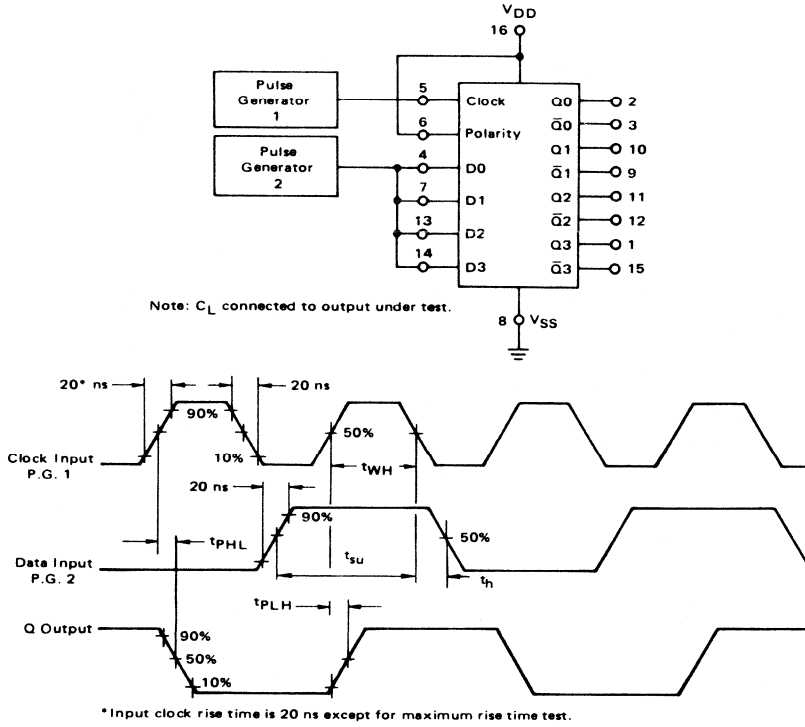 VDD
16
Pulse
Generator
1
5
Clock
6
Polarity
Pulse
Generator
2
4
D0
7
D1
13
D2
14
D3
Q0
2
Q̅0
3
Q1
10
Q̅1
9
Q2
11
Q̅2
12
Q3
1
Q̅3
15
Note: CL connected to output under test.
8
VSS
20* ns
20 ns
90%
10%
50%
Clock Input
P.G. 1
tWH
20 ns
90%
50%
tPHL
tsu
th
Data Input
P.G. 2
tPLH
Q Output
90%
50%
10%
*Input clock rise time is 20 ns except for maximum rise time test.